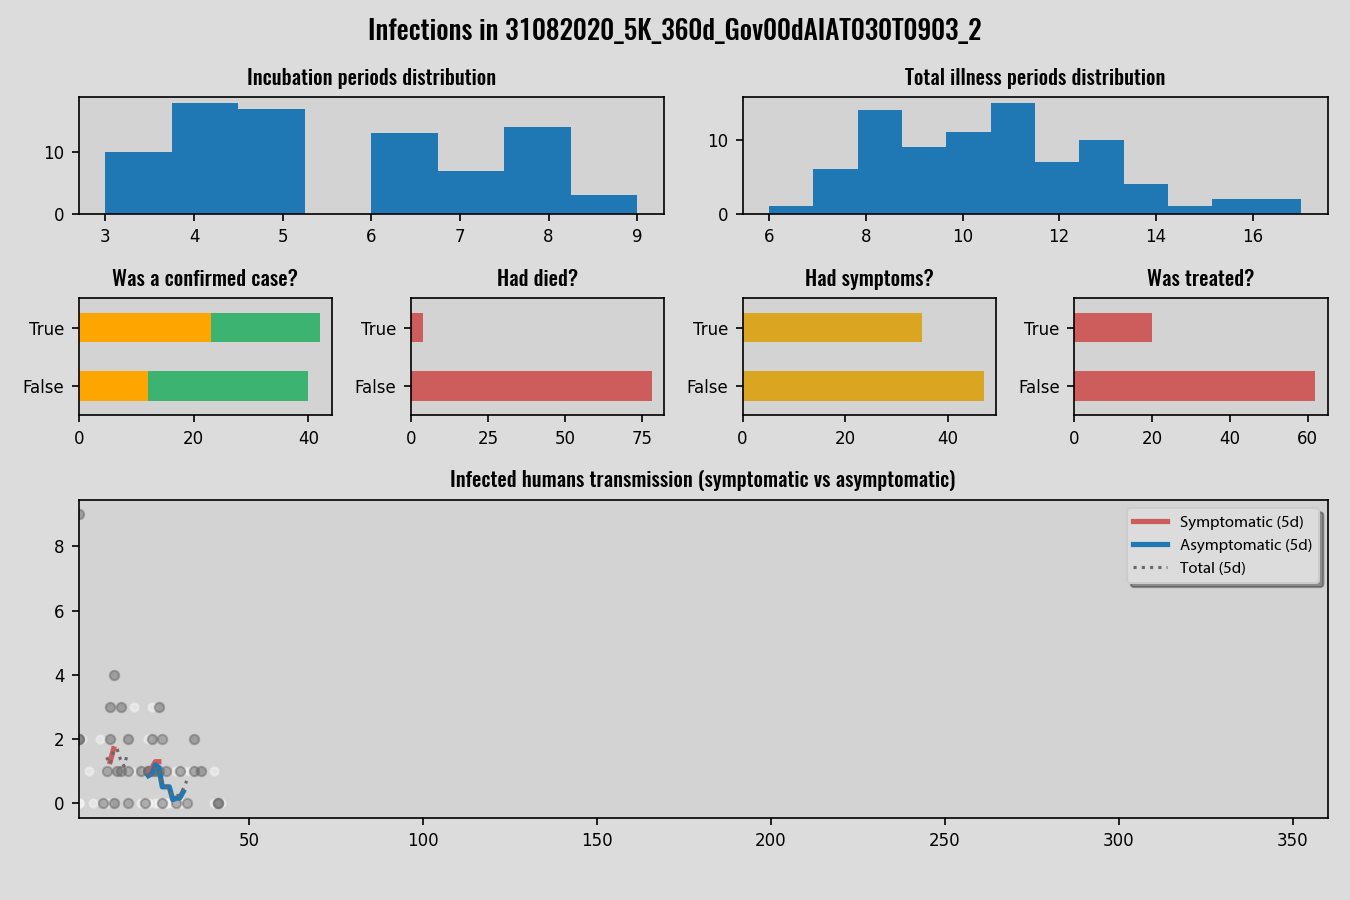 Infections in 31082020_5K_360d_Gov00dAIAT030T0903_2
Incubation periods distribution
Total illness periods distribution
10
0
3 4 5 6 7 8 9
10
0
6 8 10 12 14 16
Was a confirmed case?
Had died?
Had symptoms?
Was treated?
True
False
0 20 40
True
False
0 25 50 75
True
False
0 20 40
True
False
0 20 40 60
Infected humans transmission (symptomatic vs asymptomatic)
Symptomatic (5d)
Asymptomatic (5d)
Total (5d)
8
6
4
2
0
50 100 150 200 250 300 350